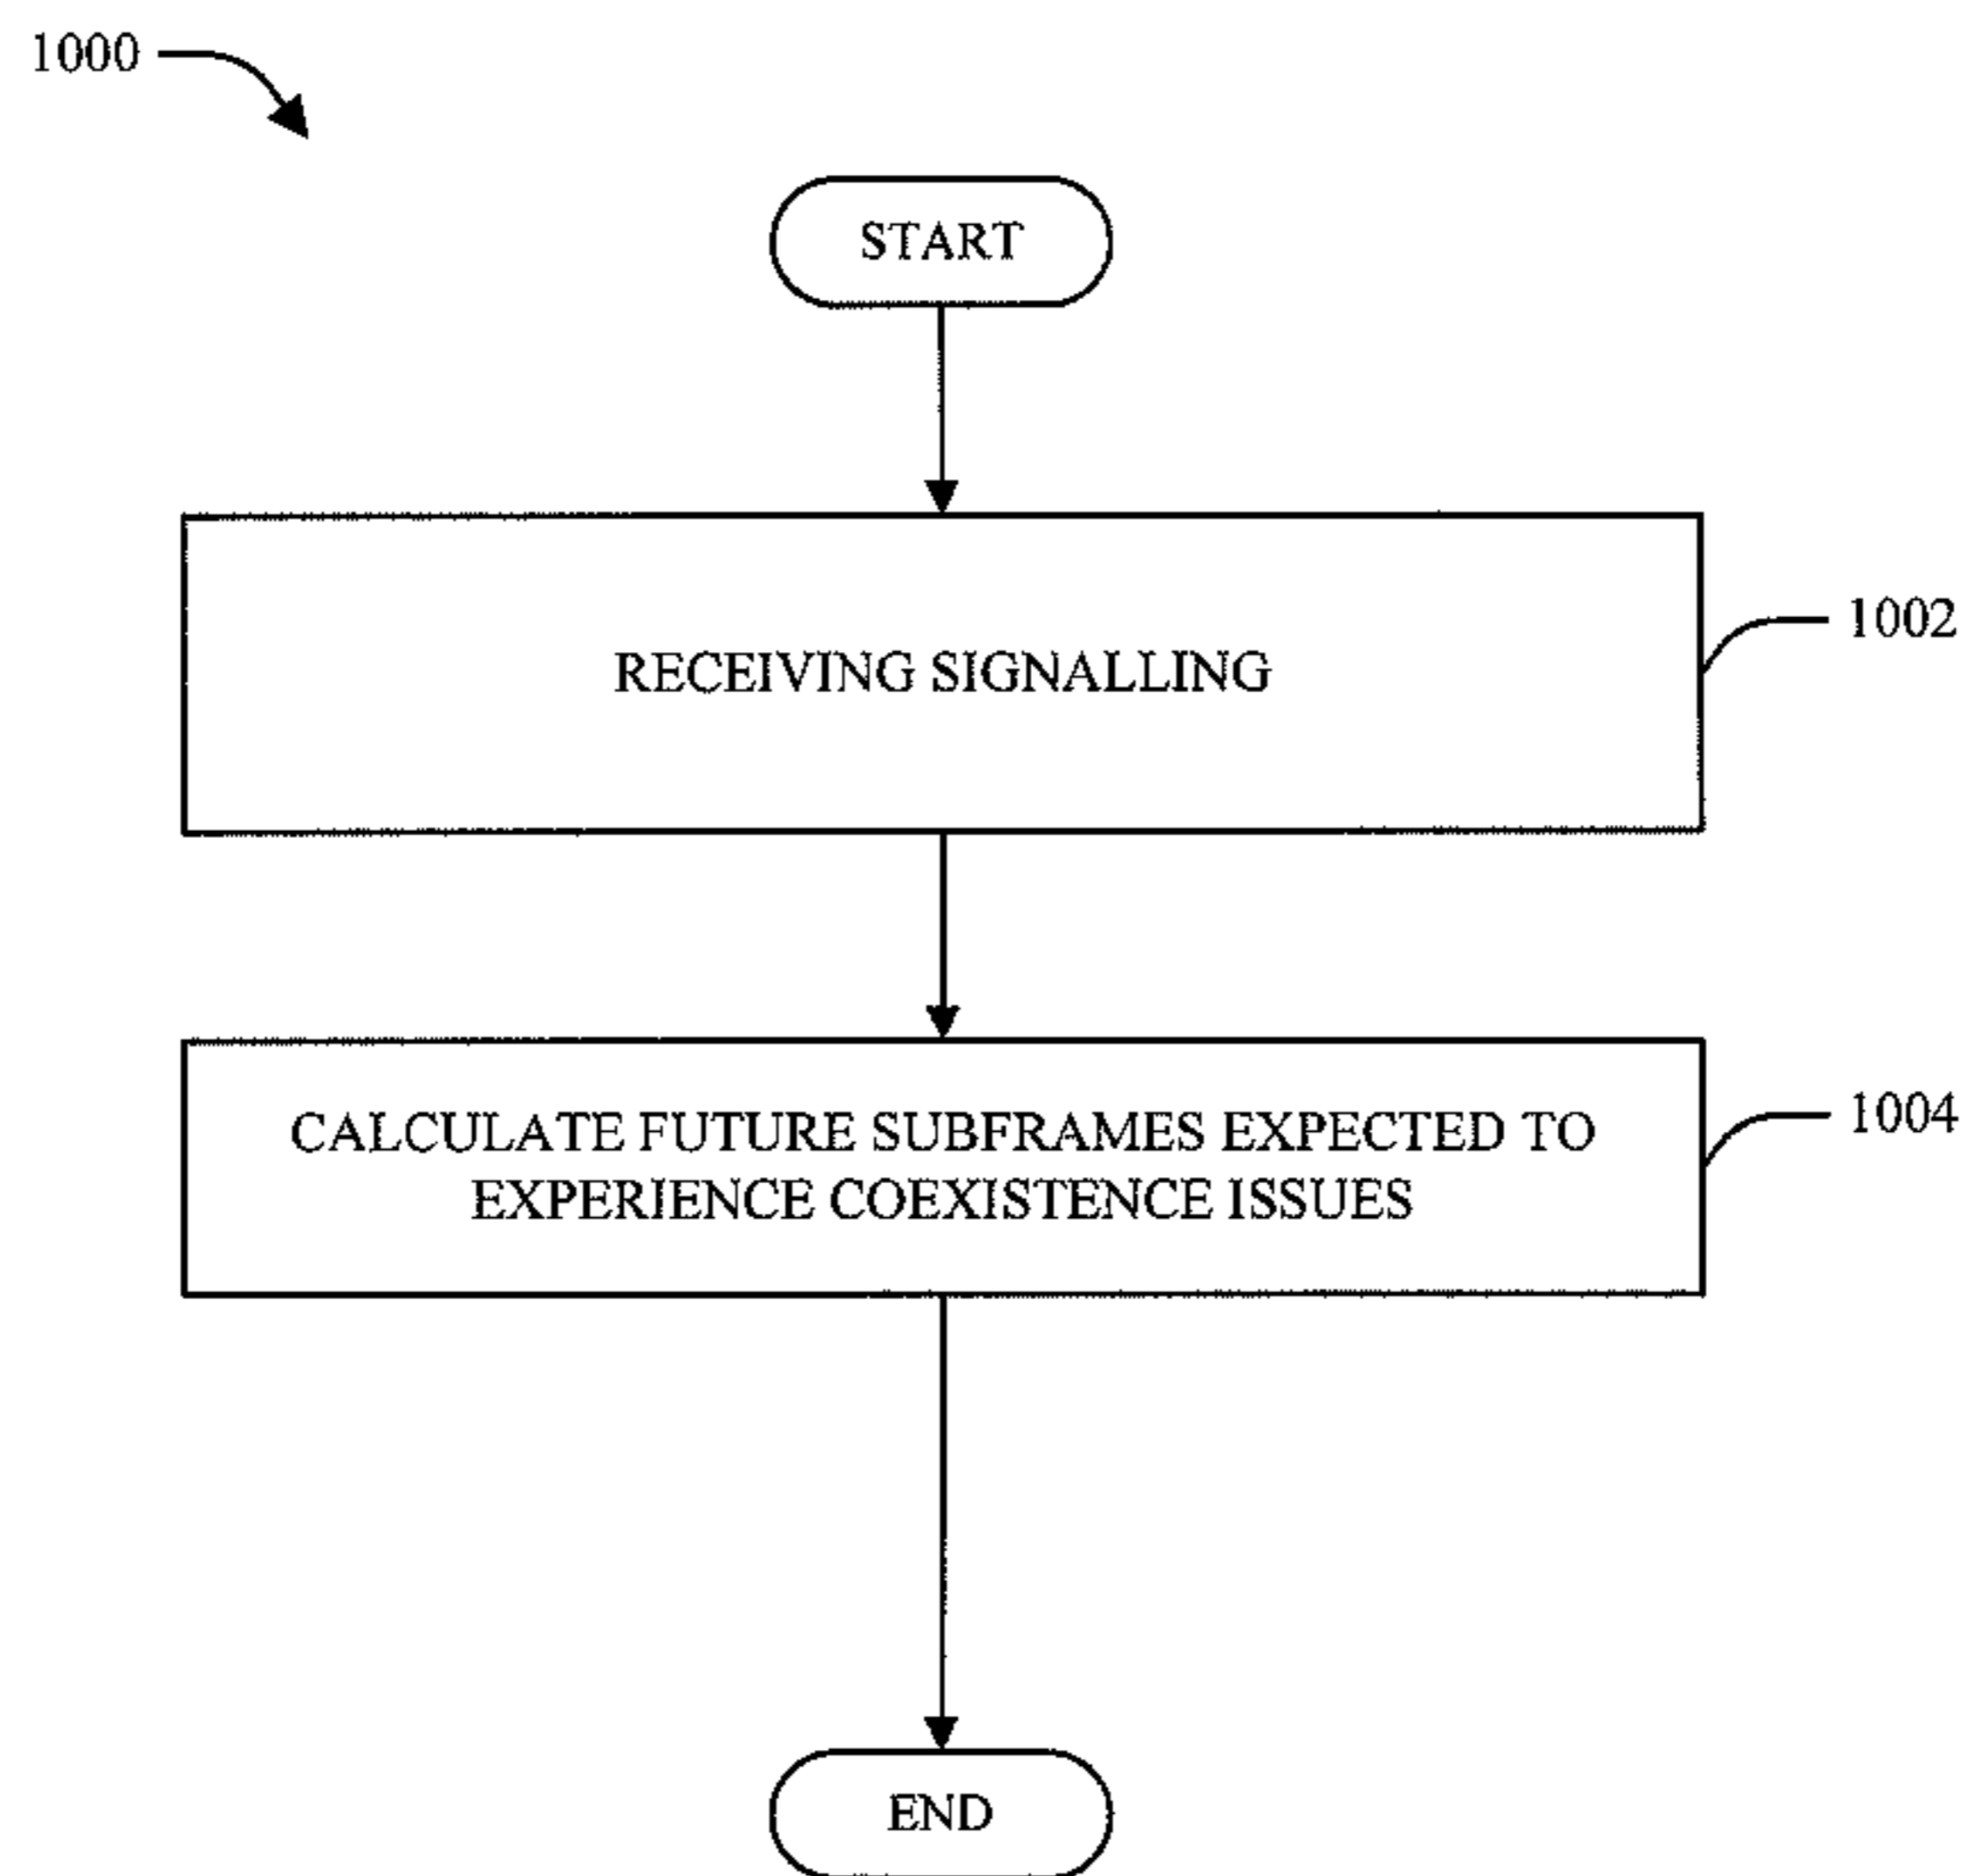 1000
START
RECEIVING SIGNALLING
1002
CALCULATE FUTURE SUBFRAMES EXPECTED TO
EXPERIENCE COEXISTENCE ISSUES
1004
END